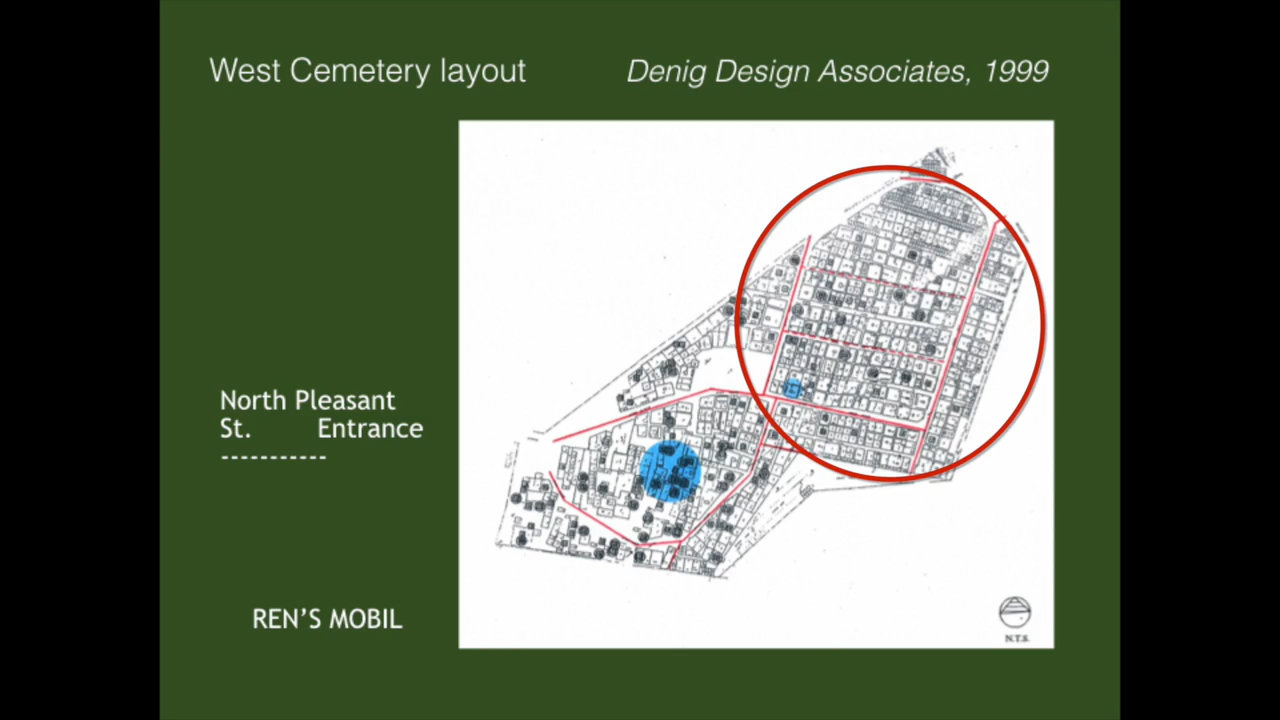 West Cemetery layout
Denig Design Associates, 1999
North Pleasant
St. Entrance
-----------
REN'S MOBIL
N.T.S.